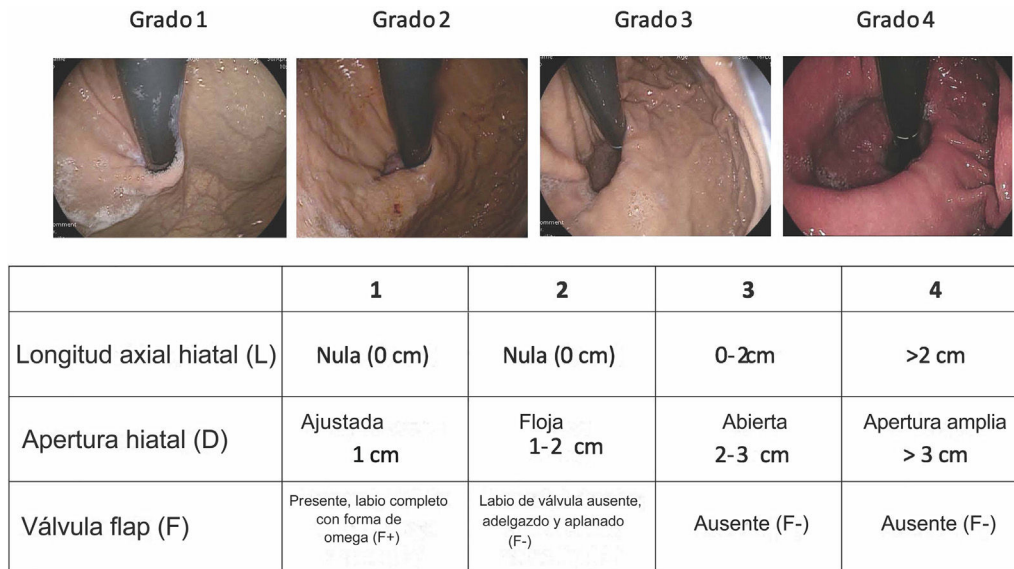 Grado 1
Grado 2
Grado 3
Grado 4
omment
omment
1
2
3
4
Longitud axial hiatal (L)
Nula (0 cm)
Nula (0 cm)
0-2cm
>2 cm
Apertura hiatal (D)
Ajustada
1 cm
Floja
1-2 cm
Abierta
2-3 cm
Apertura amplia
> 3 cm
Válvula flap (F)
Presente, labio completo
con forma de
omega (F+)
Labio de válvula ausente,
adelgazdo y aplanado
(F-)
Ausente (F-)
Ausente (F-)